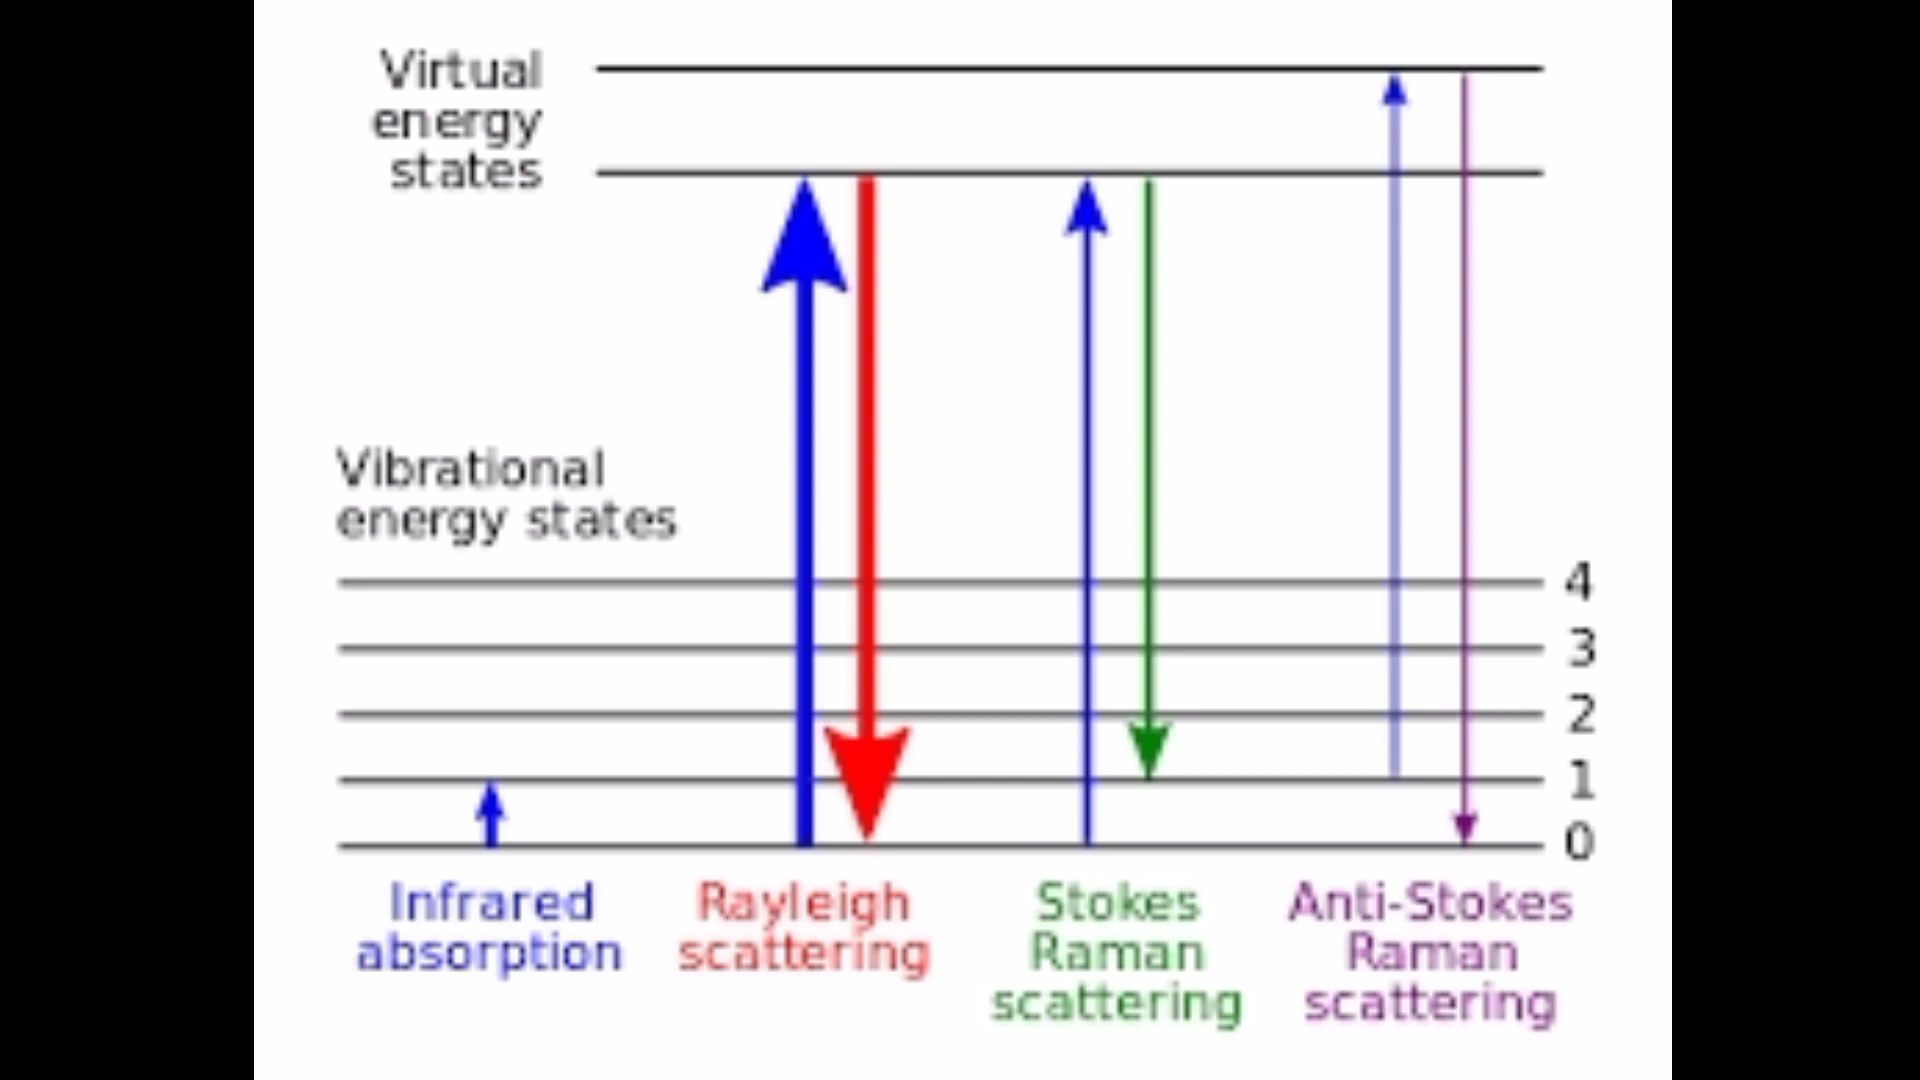 Virtual
energy
states
Vibrational
energy states
4
3
2
1
0
Infrared
absorption
Rayleigh
scattering
Stokes
Raman
scattering
Anti-Stokes
Raman
scattering